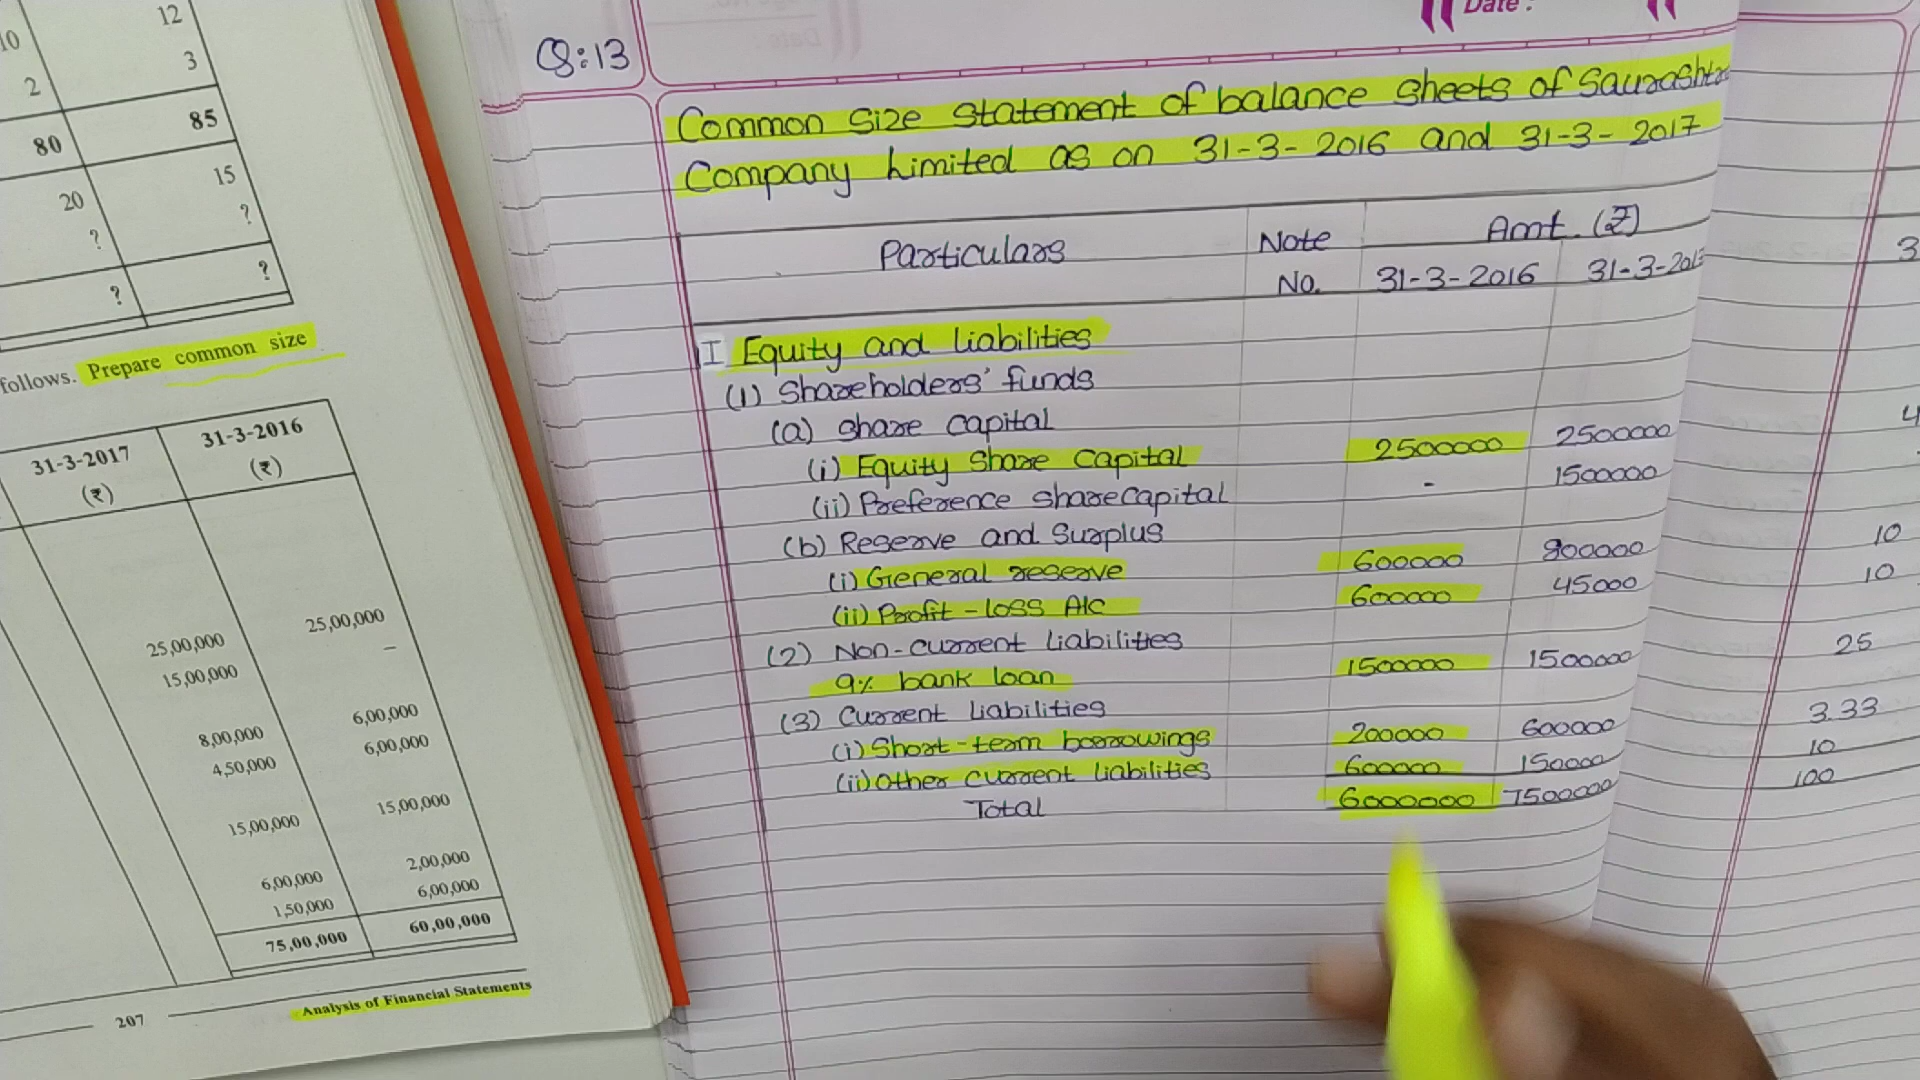 10 12
2 3
80 85
20 15
? ?
? ?
follows. Prepare common size
31-3-2017 31-3-2016
(₹) (₹)
25,00,000 25,00,000
15,00,000 –
8,00,000 6,00,000
4,50,000 6,00,000
15,00,000 15,00,000
6,00,000 2,00,000
1,50,000 6,00,000
75,00,000 60,00,000
207 Analysis of Financial Statements
Date :
Q:13
Common size statement of balance sheets of Saurashtra
Company Limited as on 31-3-2016 and 31-3-2017
Particulars Note No. Amt. (₹)
31-3-2016 31-3-201
I Equity and Liabilities
(1) Shareholders' funds
(a) Share capital
(i) Equity Share Capital 2500000 2500000
(ii) Preference share capital - 1500000
(b) Reserve and Surplus
(i) General reserve 600000 800000
(ii) Profit-loss A/c 600000 45000
(2) Non-current Liabilities
9% bank loan 1500000 1500000
(3) Current Liabilities
(i) Short-term borrowings 200000 600000
(ii) Other current Liabilities 600000 150000
Total 6000000 7500000
3
4
10
10
25
3.33
10
100